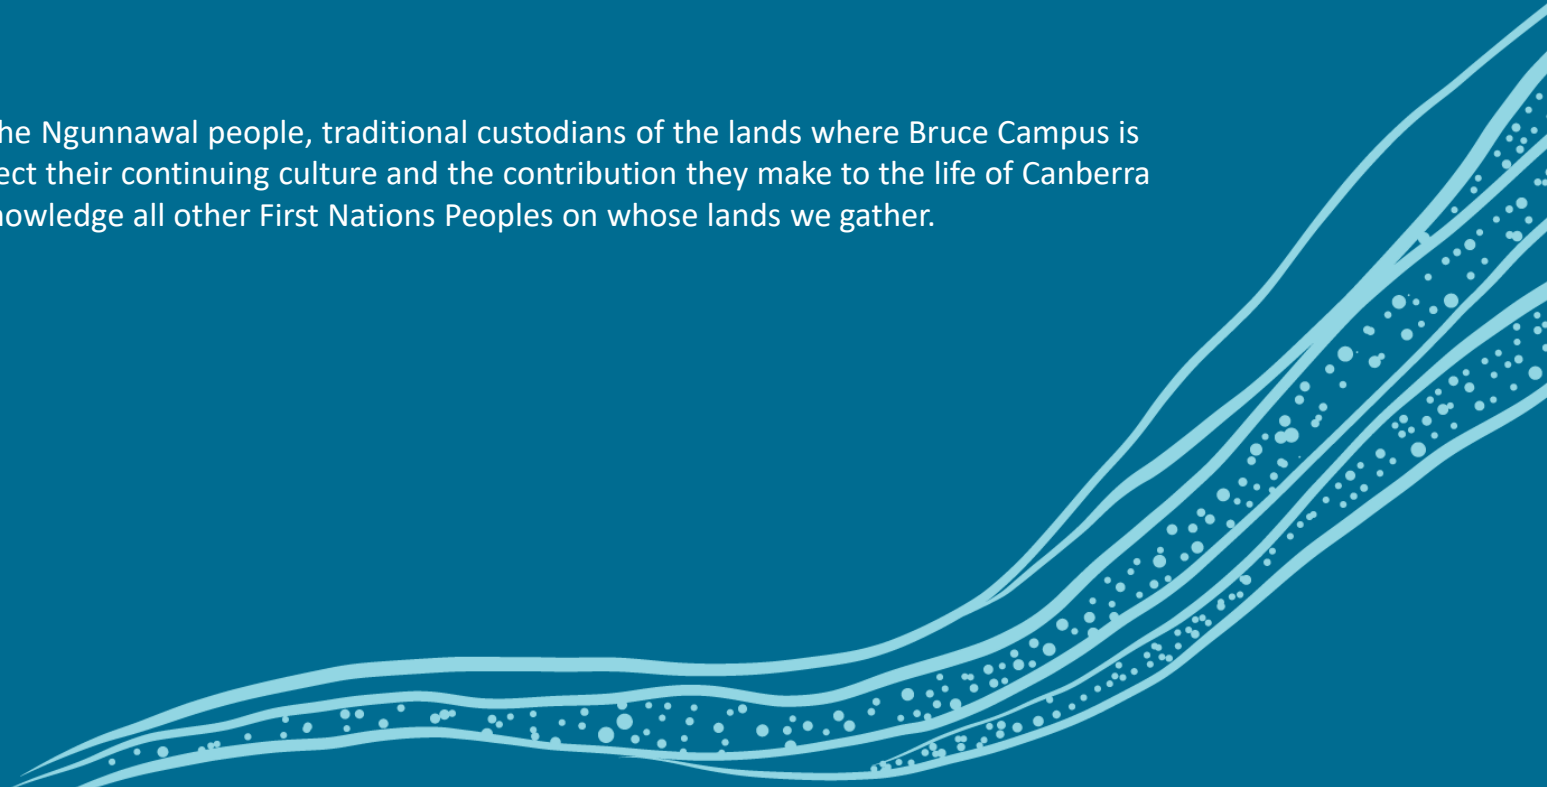 he Ngunnawal people, traditional custodians of the lands where Bruce Campus is
ect their continuing culture and the contribution they make to the life of Canberra
nowledge all other First Nations Peoples on whose lands we gather.